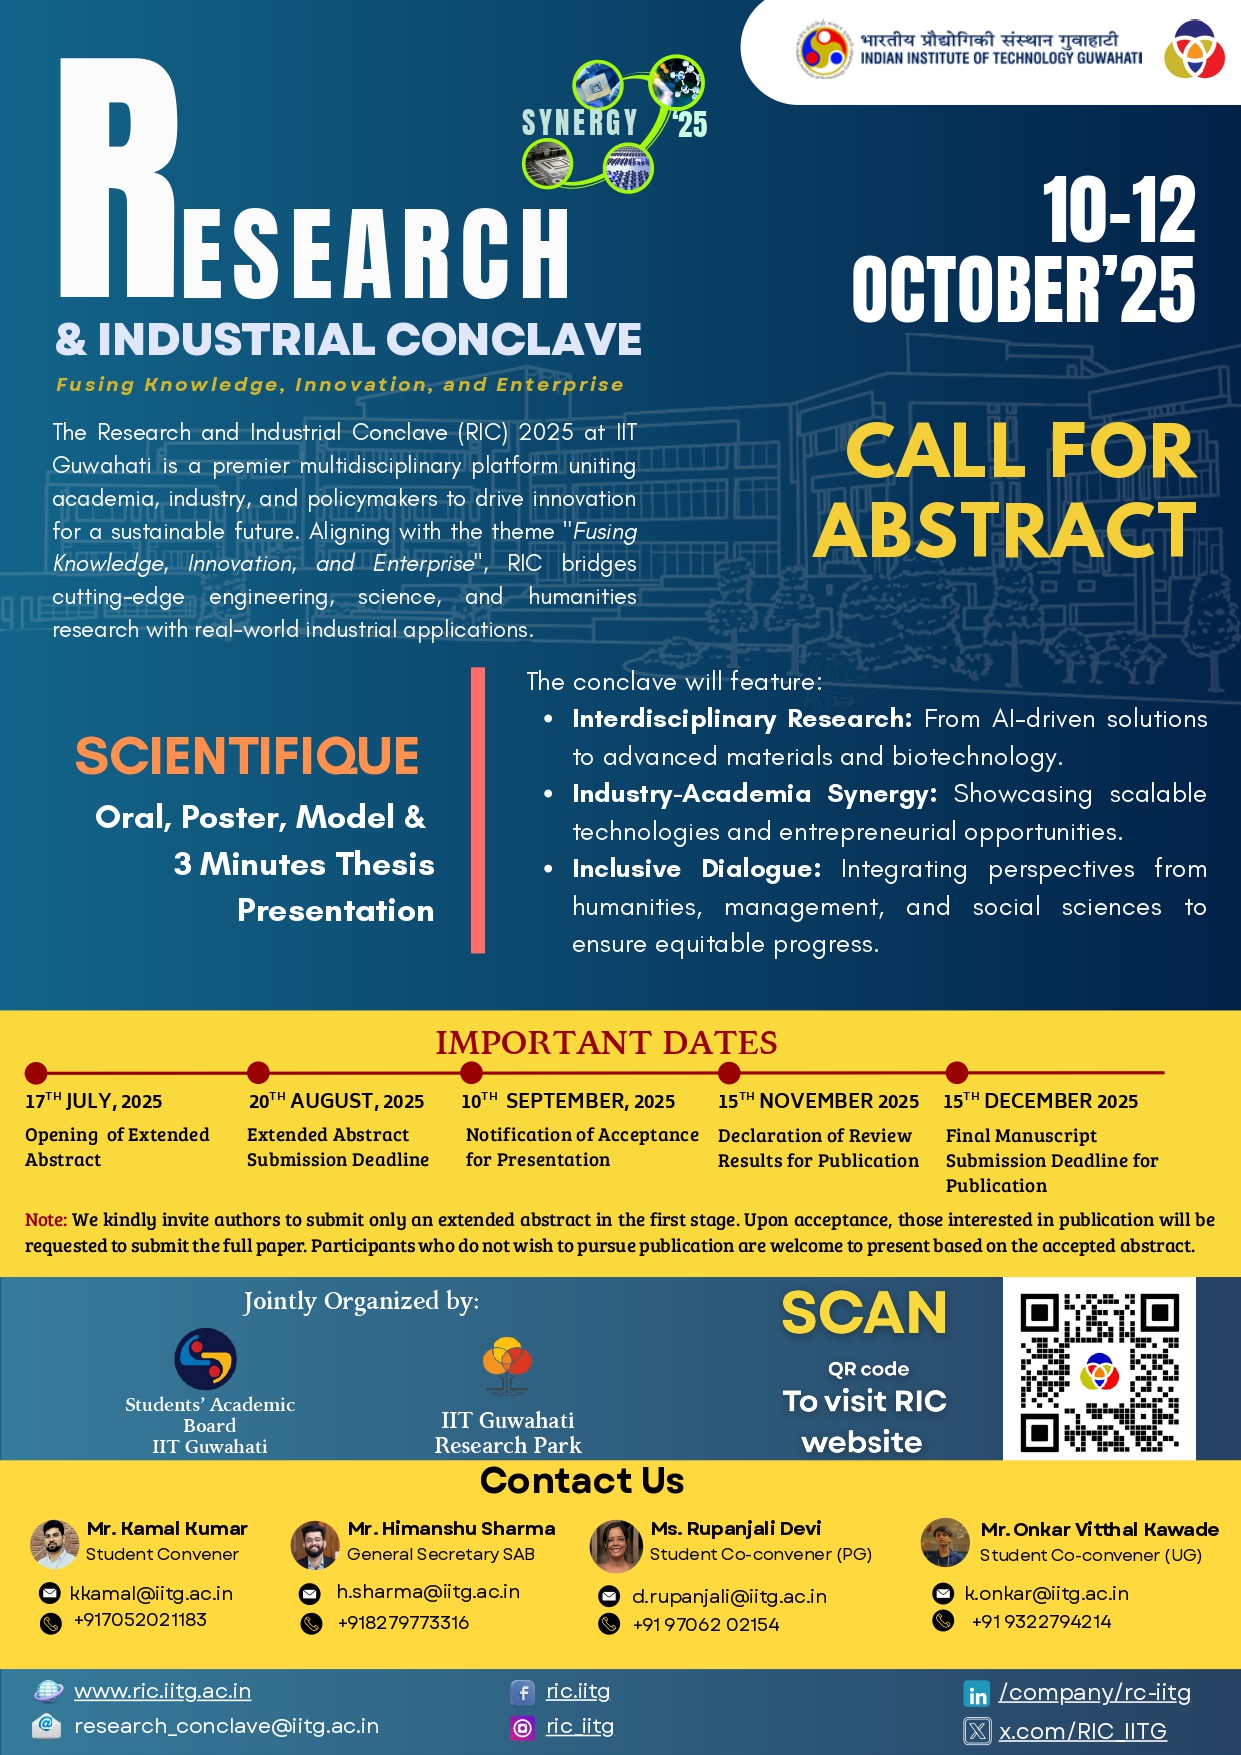 भारतीय प्रौद्योगिकी संस्थान गुवाहाटी
INDIAN INSTITUTE OF TECHNOLOGY GUWAHATI
SYNERGY '25
RESEARCH
& INDUSTRIAL CONCLAVE
Fusing Knowledge, Innovation, and Enterprise
10-12
OCTOBER'25
The Research and Industrial Conclave (RIC) 2025 at IIT
Guwahati is a premier multidisciplinary platform uniting
academia, industry, and policymakers to drive innovation
for a sustainable future. Aligning with the theme "Fusing
Knowledge, Innovation, and Enterprise", RIC bridges
cutting-edge engineering, science, and humanities
research with real-world industrial applications.
CALL FOR
ABSTRACT
SCIENTIFIQUE
Oral, Poster, Model &
3 Minutes Thesis
Presentation
The conclave will feature:
• Interdisciplinary Research: From AI-driven solutions
to advanced materials and biotechnology.
• Industry-Academia Synergy: Showcasing scalable
technologies and entrepreneurial opportunities.
• Inclusive Dialogue: Integrating perspectives from
humanities, management, and social sciences to
ensure equitable progress.
IMPORTANT DATES
17TH JULY, 2025
Opening of Extended
Abstract
20TH AUGUST, 2025
Extended Abstract
Submission Deadline
10TH SEPTEMBER, 2025
Notification of Acceptance
for Presentation
15TH NOVEMBER 2025
Declaration of Review
Results for Publication
15TH DECEMBER 2025
Final Manuscript
Submission Deadline for
Publication
Note: We kindly invite authors to submit only an extended abstract in the first stage. Upon acceptance, those interested in publication will be
requested to submit the full paper. Participants who do not wish to pursue publication are welcome to present based on the accepted abstract.
Jointly Organized by:
Students' Academic
Board
IIT Guwahati
IIT Guwahati
Research Park
SCAN
QR code
To visit RIC
website
Contact Us
Mr. Kamal Kumar
Student Convener
kkamal@iitg.ac.in
+917052021183
Mr. Himanshu Sharma
General Secretary SAB
h.sharma@iitg.ac.in
+918279773316
Ms. Rupanjali Devi
Student Co-convener (PG)
d.rupanjali@iitg.ac.in
+91 97062 02154
Mr. Onkar Vitthal Kawade
Student Co-convener (UG)
k.onkar@iitg.ac.in
+91 9322794214
www.ric.iitg.ac.in
research_conclave@iitg.ac.in
ric.iitg
ric_iitg
/company/rc-iitg
x.com/RIC_IITG